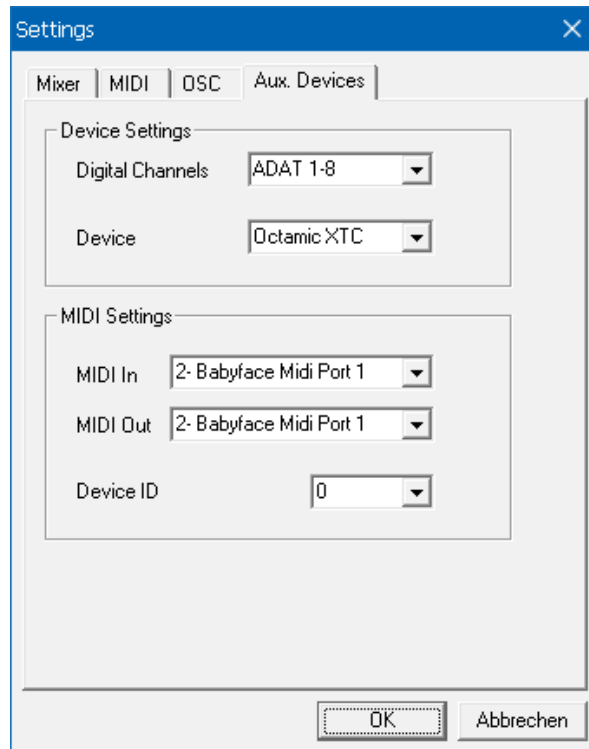 Settings
Mixer MIDI OSC Aux. Devices
Device Settings
Digital Channels ADAT 1-8
Device Octamic XTC
MIDI Settings
MIDI In 2- Babyface Midi Port 1
MIDI Out 2- Babyface Midi Port 1
Device ID 0
OK Abbrechen